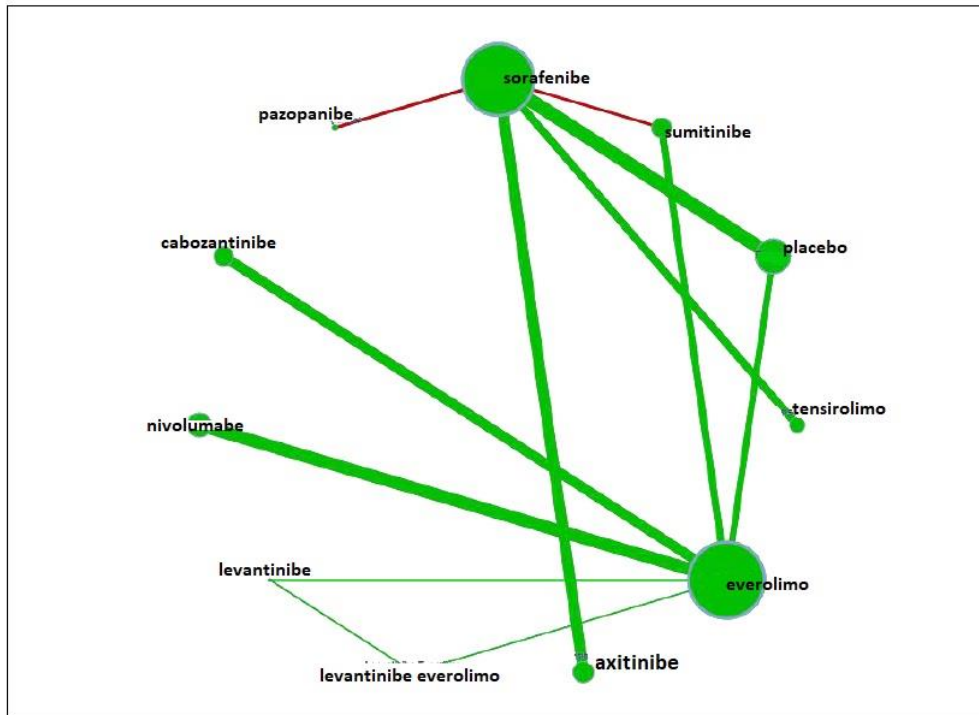 sorafenibe
pazopanibe
sumitinibe
cabozantinibe
placebo
tensirolimo
nivolumabe
levantinibe
everolimo
levantinibe everolimo
axitinibe